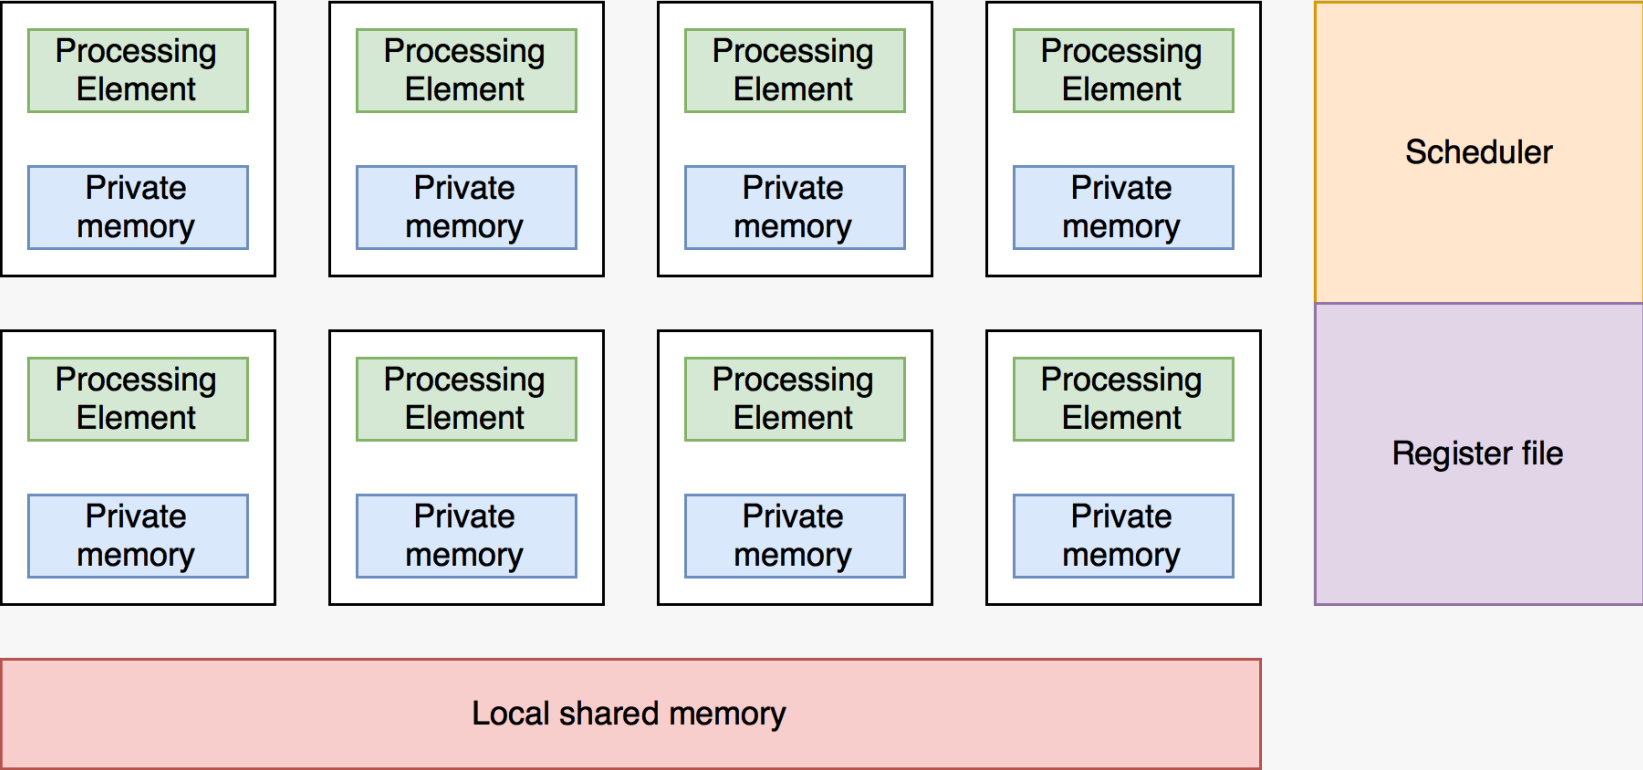 Processing
Element
Private
memory
Processing
Element
Private
memory
Processing
Element
Private
memory
Processing
Element
Private
memory
Scheduler
Processing
Element
Private
memory
Processing
Element
Private
memory
Processing
Element
Private
memory
Processing
Element
Private
memory
Register file
Local shared memory